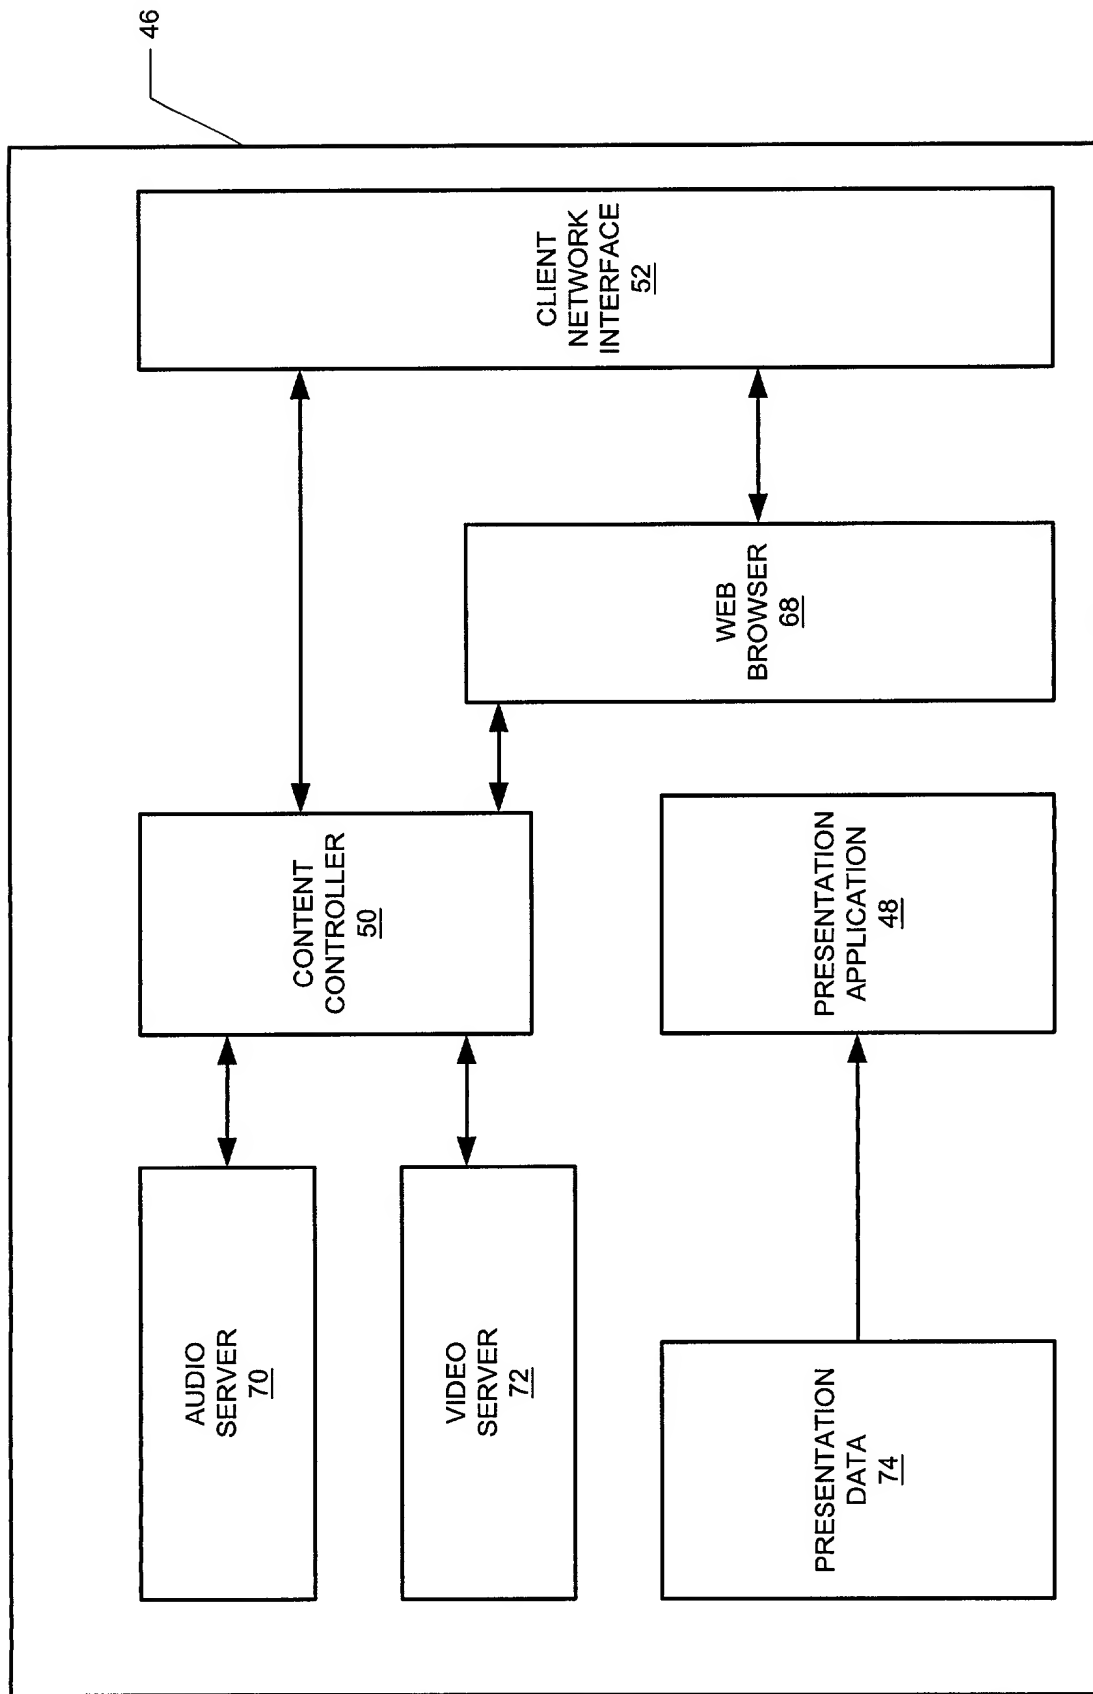 46
AUDIO
SERVER
70
VIDEO
SERVER
72
PRESENTATION
DATA
74
CONTENT
CONTROLLER
50
PRESENTATION
APPLICATION
48
WEB
BROWSER
68
CLIENT
NETWORK
INTERFACE
52